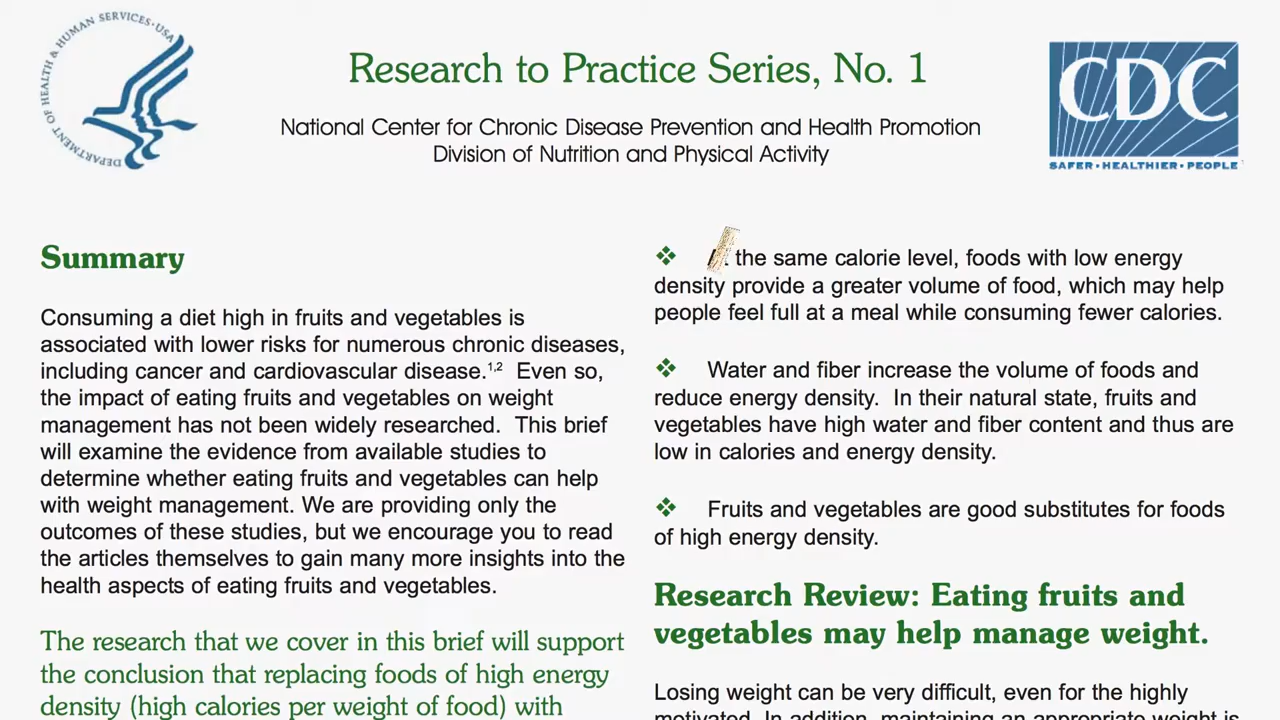 DEPARTMENT OF HEALTH & HUMAN SERVICES · USA
Research to Practice Series, No. 1
National Center for Chronic Disease Prevention and Health Promotion
Division of Nutrition and Physical Activity
CDC
SAFER · HEALTHIER · PEOPLE
Summary
Consuming a diet high in fruits and vegetables is
associated with lower risks for numerous chronic diseases,
including cancer and cardiovascular disease.1,2 Even so,
the impact of eating fruits and vegetables on weight
management has not been widely researched. This brief
will examine the evidence from available studies to
determine whether eating fruits and vegetables can help
with weight management. We are providing only the
outcomes of these studies, but we encourage you to read
the articles themselves to gain many more insights into the
health aspects of eating fruits and vegetables.
The research that we cover in this brief will support
the conclusion that replacing foods of high energy
density (high calories per weight of food) with
❖ the same calorie level, foods with low energy
density provide a greater volume of food, which may help
people feel full at a meal while consuming fewer calories.
❖ Water and fiber increase the volume of foods and
reduce energy density. In their natural state, fruits and
vegetables have high water and fiber content and thus are
low in calories and energy density.
❖ Fruits and vegetables are good substitutes for foods
of high energy density.
Research Review: Eating fruits and
vegetables may help manage weight.
Losing weight can be very difficult, even for the highly
motivated. In addition, maintaining an appropriate weight is